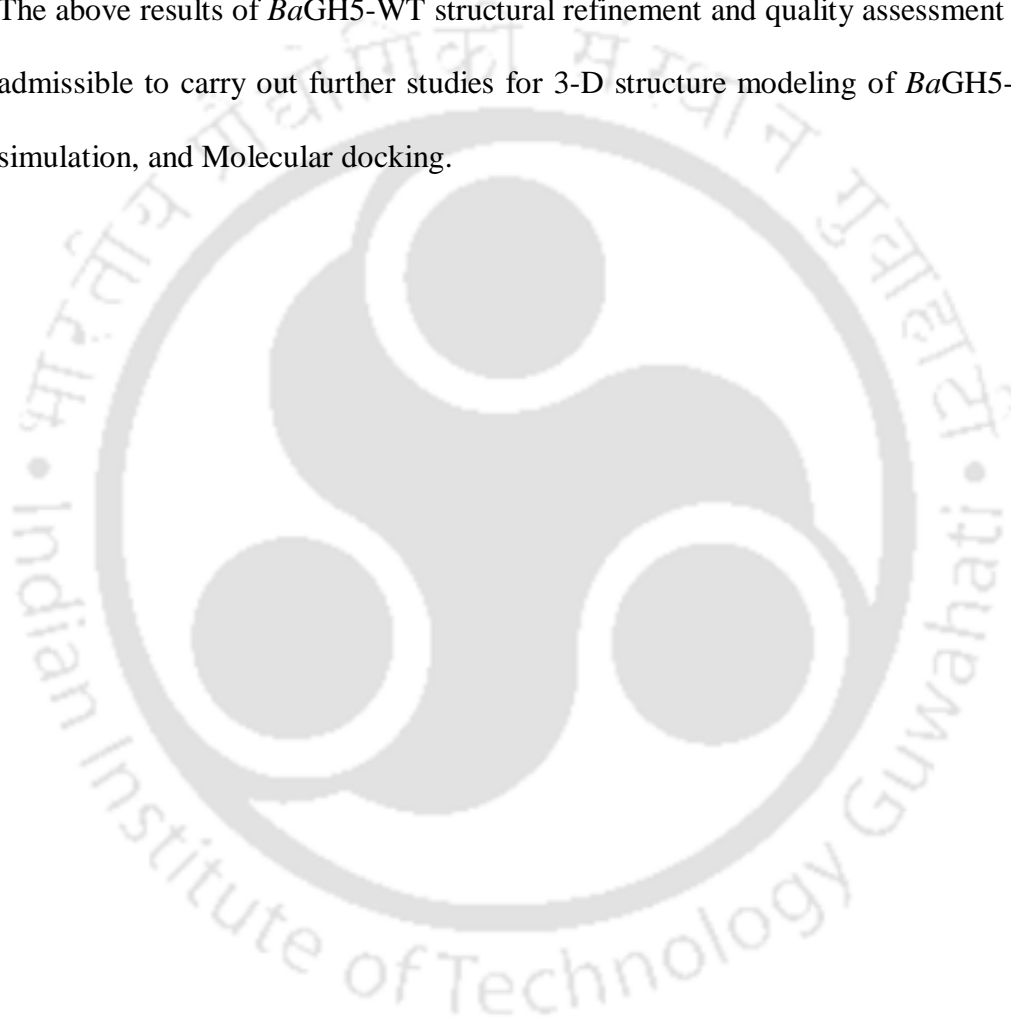 The above results of BaGH5-WT structural refinement and quality assessment
admissible to carry out further studies for 3-D structure modeling of BaGH5-
simulation, and Molecular docking.
भारतीय प्रौद्योगिकी संस्थान गुवाहाटी
• Indian Institute of Technology Guwahati •